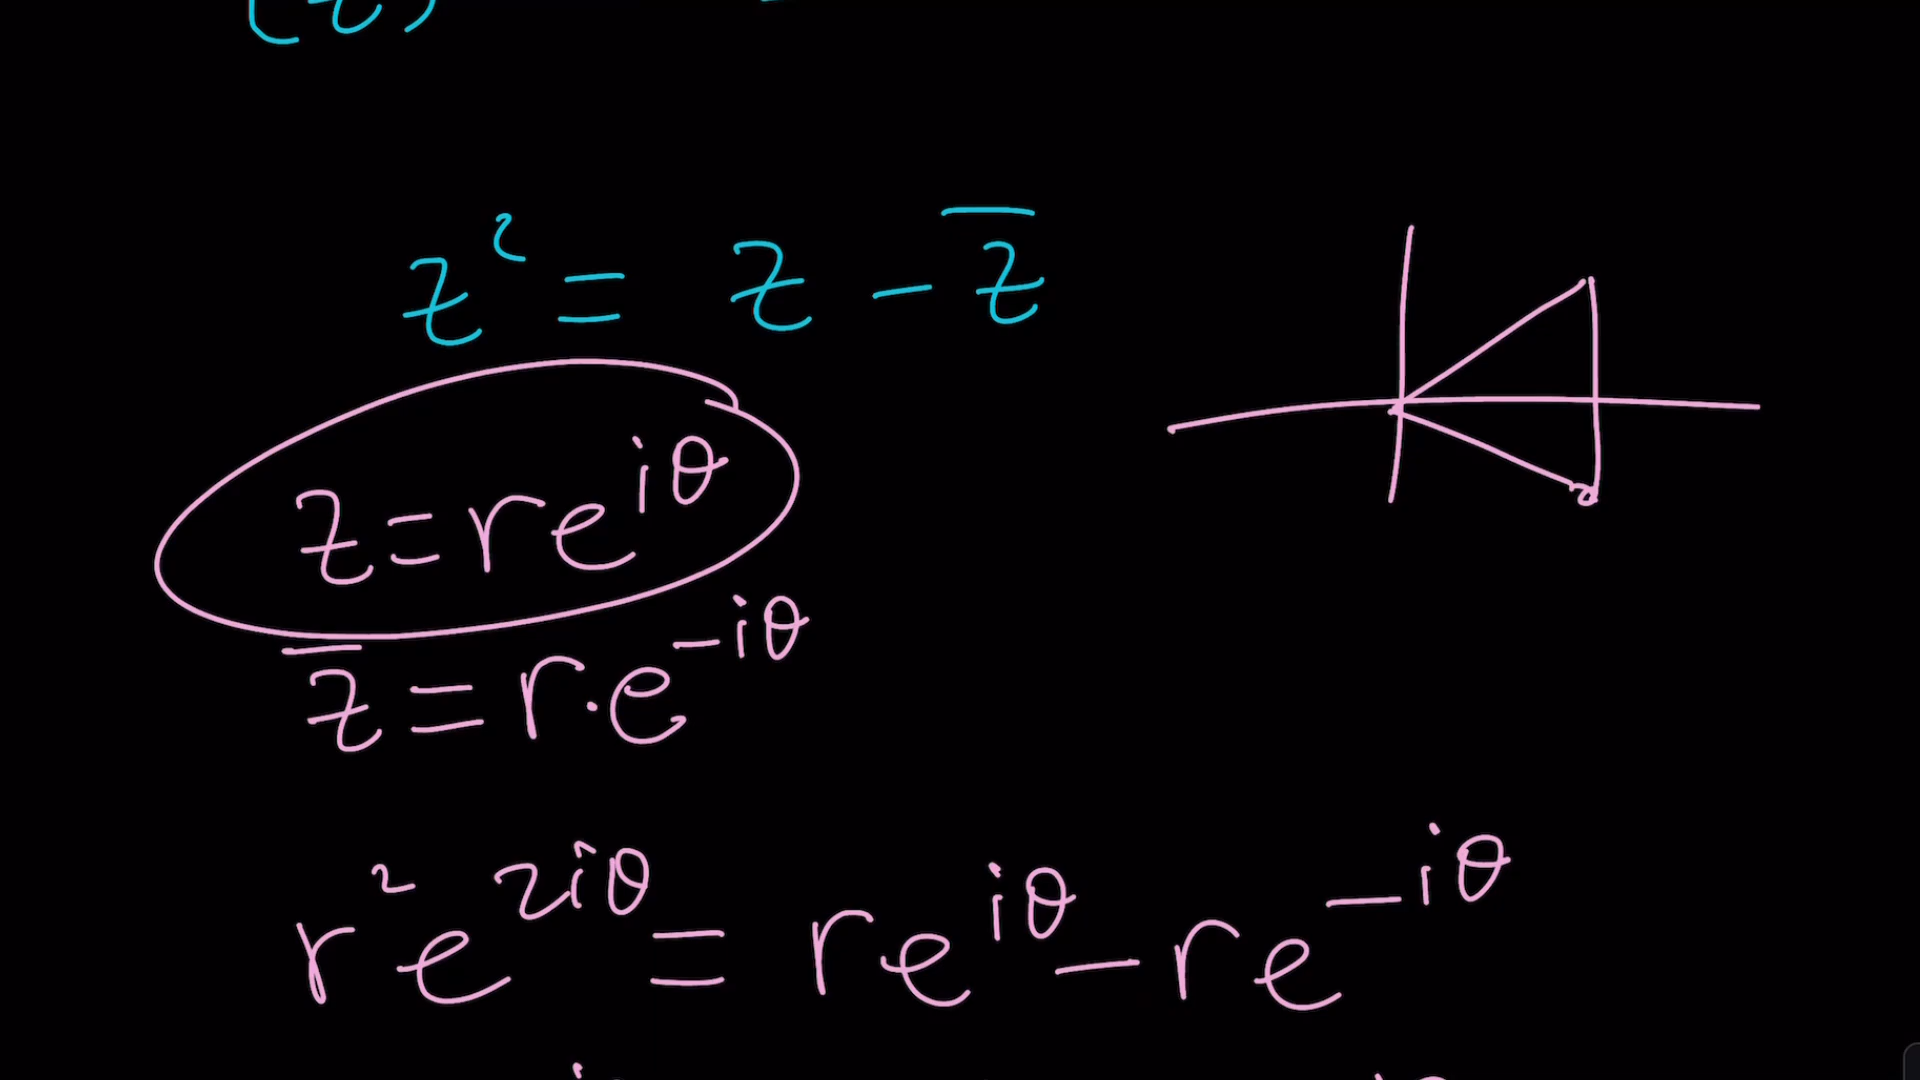 (z)
z² = z - z̅
z = re^{iθ}
z̅ = r·e^{-iθ}
r²e^{2iθ} = re^{iθ} - re^{-iθ}